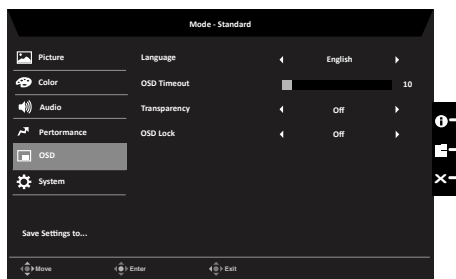 Mode - Standard
Picture
Language
English
Color
OSD Timeout
10
Audio
Transparency
Off
Pertormance
OSD Lock
Off
OSD
System
Save Settings to...
Move
Enter
Exit